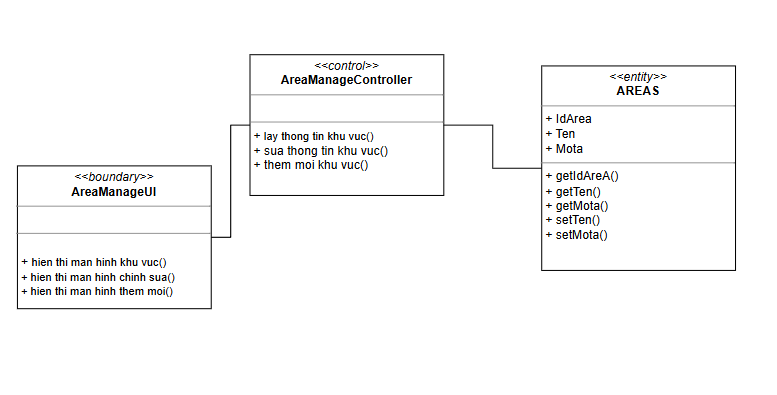 <<boundary>>
AreaManageUI
+ hien thi man hinh khu vuc()
+ hien thi man hinh chinh sua()
+ hien thi man hinh them moi()
<<control>>
AreaManageController
+ lay thong tin khu vuc()
+ sua thong tin khu vuc()
+ them moi khu vuc()
<<entity>>
AREAS
+ IdArea
+ Ten
+ Mota
+ getIdAreA()
+ getTen()
+ getMota()
+ setTen()
+ setMota()